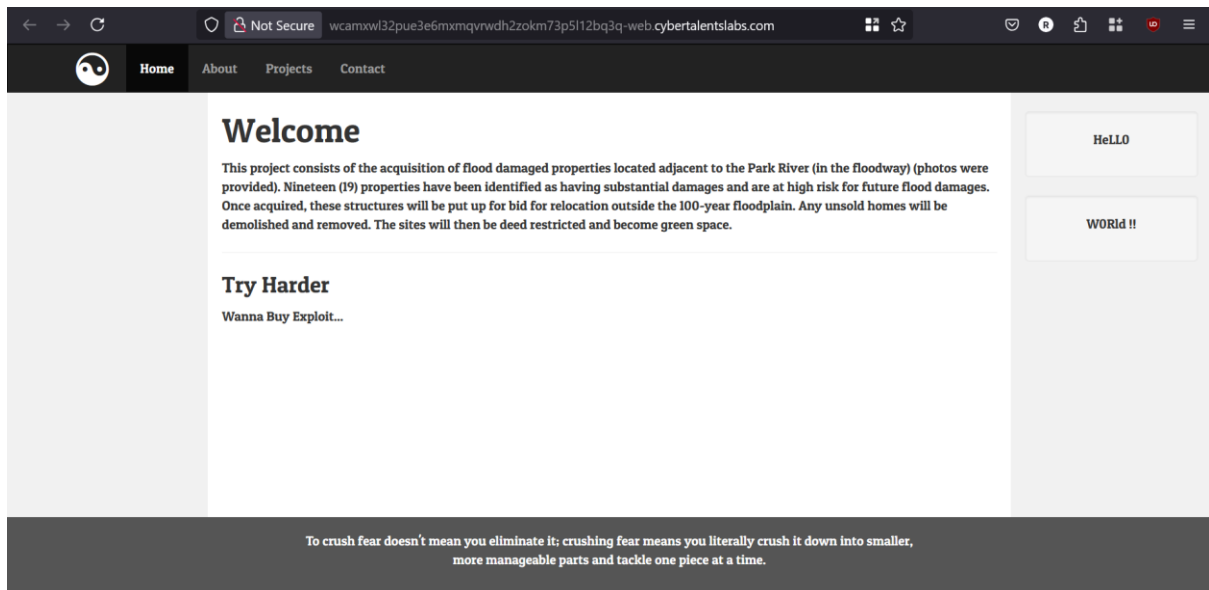 Not Secure wcamxwl32pue3e6mxmqvrwdh2zokm73p5l12bq3q-web.cybertalentslabs.com
Home About Projects Contact
Welcome
This project consists of the acquisition of flood damaged properties located adjacent to the Park River (in the floodway) (photos were
provided). Nineteen (19) properties have been identified as having substantial damages and are at high risk for future flood damages.
Once acquired, these structures will be put up for bid for relocation outside the 100-year floodplain. Any unsold homes will be
demolished and removed. The sites will then be deed restricted and become green space.
Try Harder
Wanna Buy Exploit...
HeLL0
W0Rld !!
To crush fear doesn't mean you eliminate it; crushing fear means you literally crush it down into smaller,
more manageable parts and tackle one piece at a time.